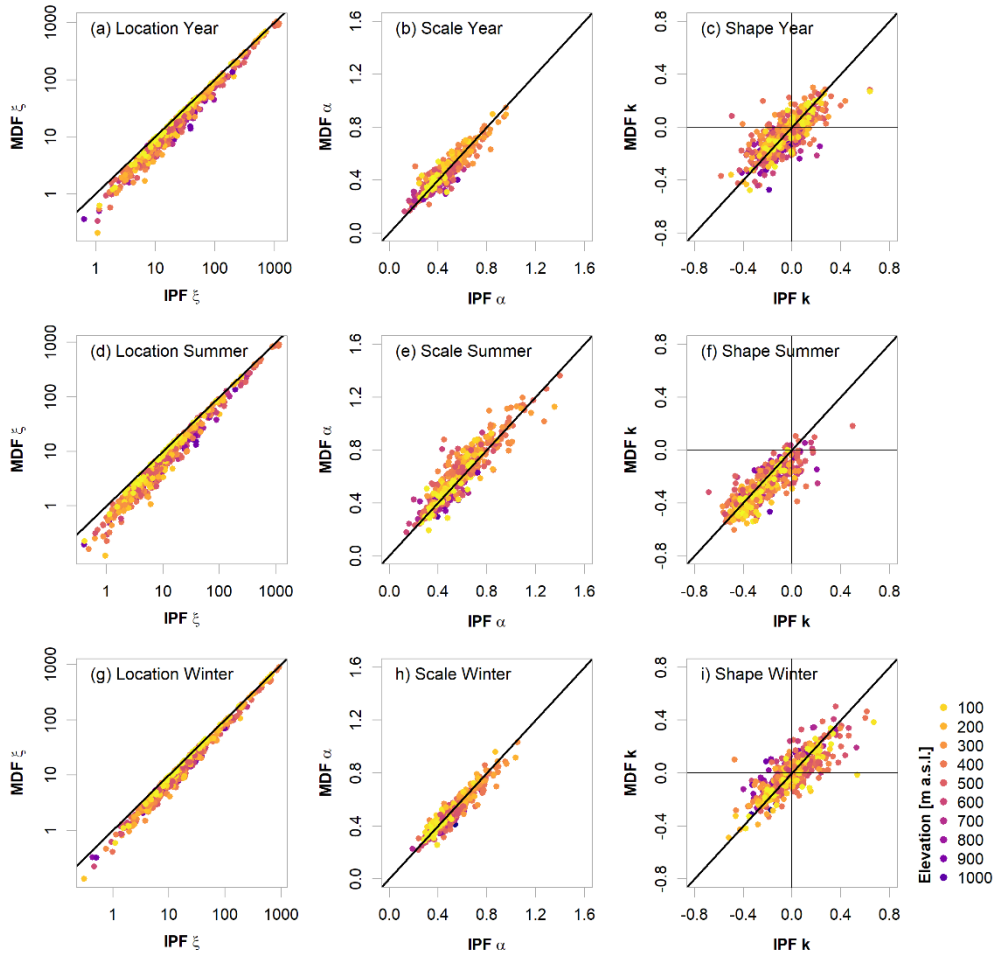 (a) Location Year
MDF ξ
1 10 100 1000
1 10 100 1000
IPF ξ
(b) Scale Year
MDF α
0.0 0.4 0.8 1.2 1.6
0.0 0.4 0.8 1.2 1.6
IPF α
(c) Shape Year
MDF k
-0.8 -0.4 0.0 0.4 0.8
-0.8 -0.4 0.0 0.4 0.8
IPF k
(d) Location Summer
MDF ξ
1 10 100 1000
1 10 100 1000
IPF ξ
(e) Scale Summer
MDF α
0.0 0.4 0.8 1.2 1.6
0.0 0.4 0.8 1.2 1.6
IPF α
(f) Shape Summer
MDF k
-0.8 -0.4 0.0 0.4 0.8
-0.8 -0.4 0.0 0.4 0.8
IPF k
(g) Location Winter
MDF ξ
1 10 100 1000
1 10 100 1000
IPF ξ
h) Scale Winter
MDF α
0.0 0.4 0.8 1.2 1.6
0.0 0.4 0.8 1.2 1.6
IPF α
i) Shape Winter
MDF k
-0.8 -0.4 0.0 0.4 0.8
-0.8 -0.4 0.0 0.4 0.8
IPF k
Elevation [m a.s.l.]
100
200
300
400
500
600
700
800
900
1000